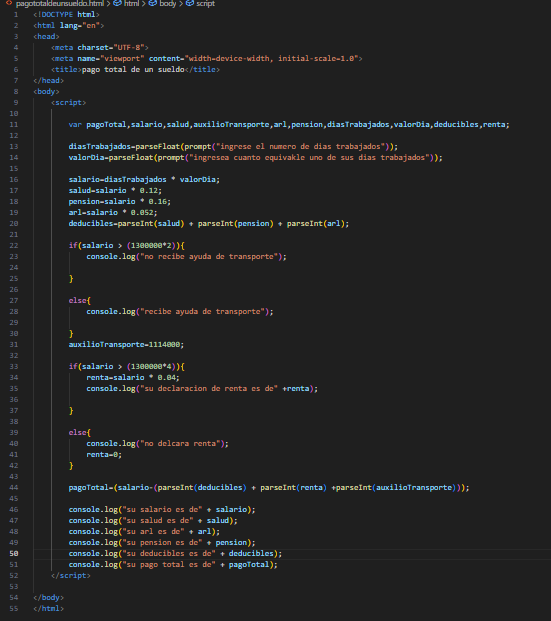 pagototaldeunsueldo.html > html > body > script
1 <!DOCTYPE html>
2 <html lang="en">
3 <head>
4 <meta charset="UTF-8">
5 <meta name="viewport" content="width=device-width, initial-scale=1.0">
6 <title>pago total de un sueldo</title>
7 </head>
8 <body>
9 <script>
10
11 var pagoTotal,salario,salud,auxilioTransporte,arl,pension,diasTrabajados,valorDia,deducibles,renta;
12
13 diasTrabajados=parseFloat(prompt("ingrese el numero de dias trabajados"));
14 valorDia=parseFloat(prompt("ingresea cuanto equivakle uno de sus dias trabajados"));
15
16 salario=diasTrabajados * valorDia;
17 salud=salario * 0.12;
18 pension=salario * 0.16;
19 arl=salario * 0.052;
20 deducibles=parseInt(salud) + parseInt(pension) + parseInt(arl);
21
22 if(salario > (1300000*2)){
23 console.log("no recibe ayuda de transporte");
24
25 }
26
27 else{
28 console.log("recibe ayuda de transporte");
29
30 }
31 auxilioTransporte=1114000;
32
33 if(salario > (1300000*4)){
34 renta=salario * 0.04;
35 console.log("su declaracion de renta es de" +renta);
36
37 }
38
39 else{
40 console.log("no delcara renta");
41 renta=0;
42 }
43
44 pagoTotal=(salario-(parseInt(deducibles) + parseInt(renta) +parseInt(auxilioTransporte)));
45
46 console.log("su salario es de" + salario);
47 console.log("su salud es de" + salud);
48 console.log("su arl es de" + arl);
49 console.log("su pension es de" + pension);
50 console.log("su deducibles es de" + deducibles);
51 console.log("su pago total es de" + pagoTotal);
52 </script>
53
54 </body>
55 </html>